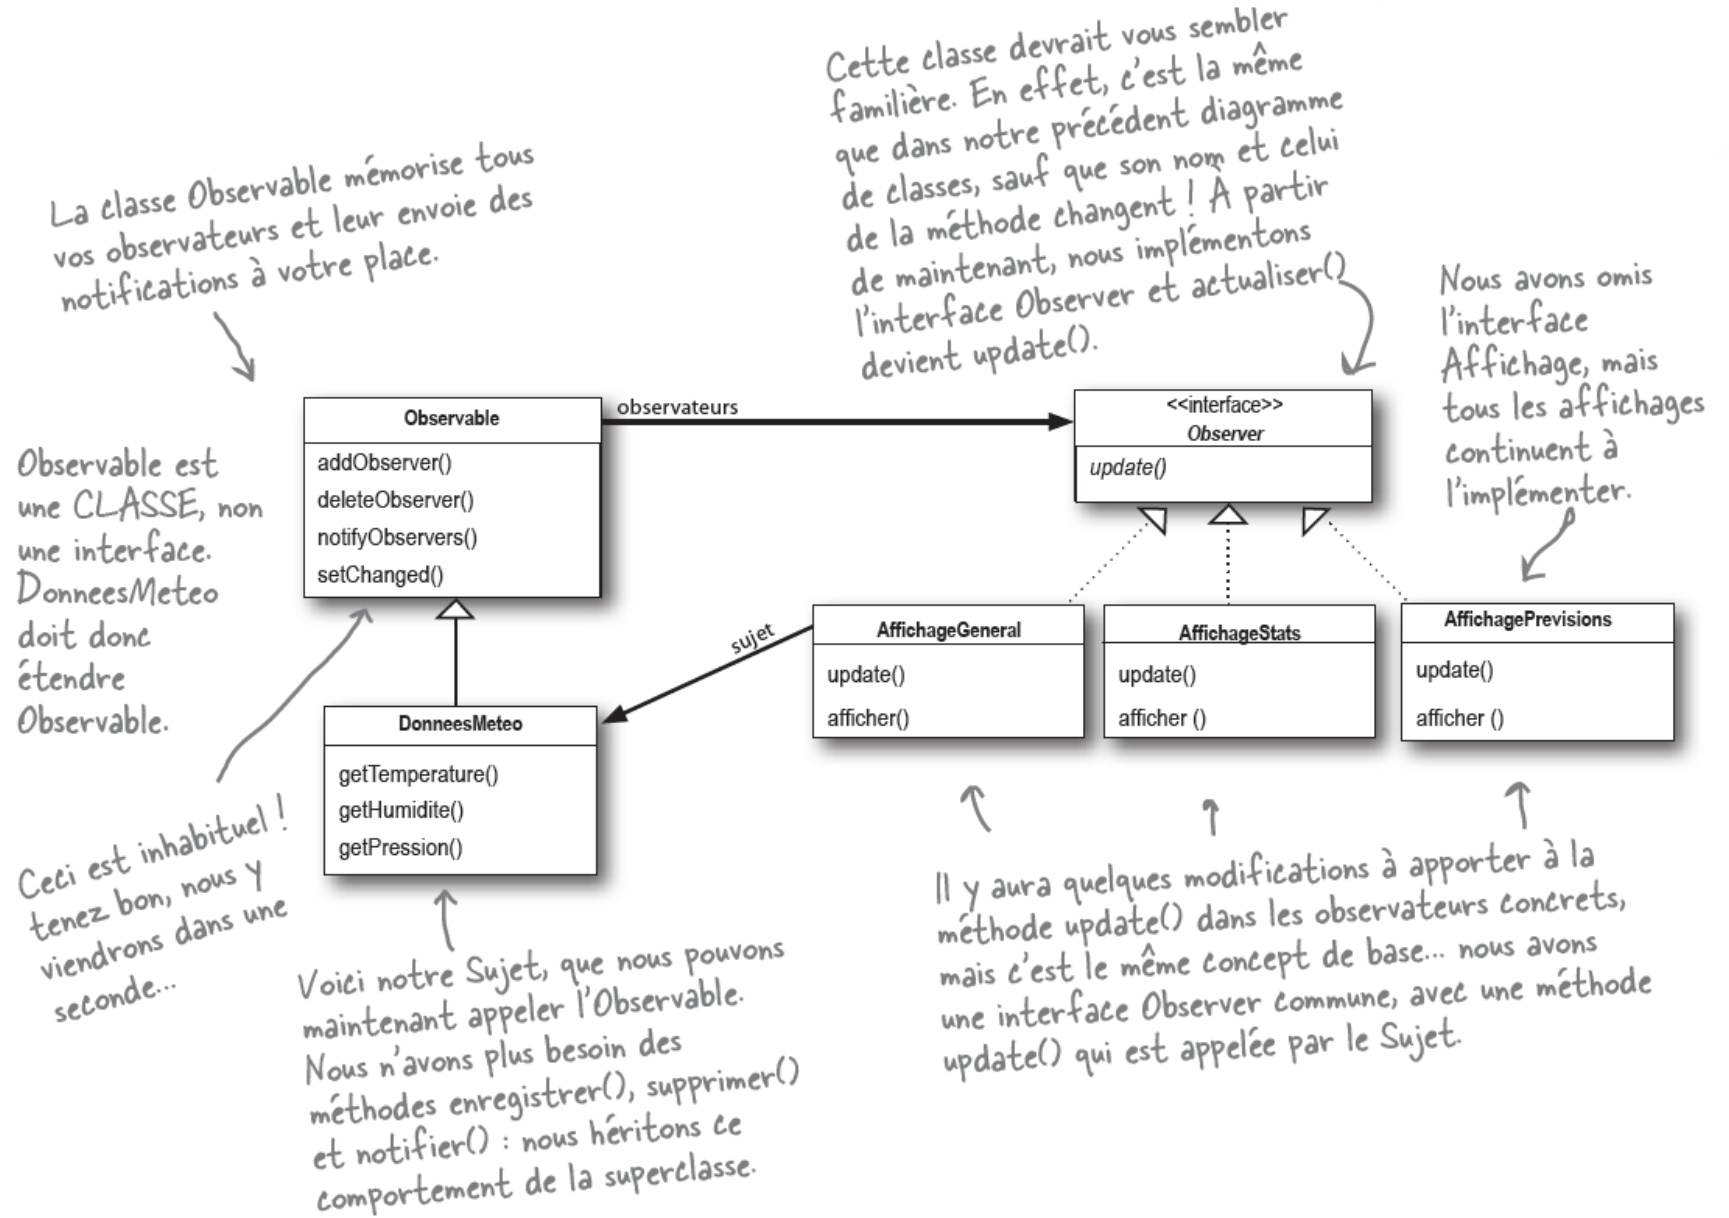 Cette classe devrait vous sembler
familière. En effet, c'est la même
que dans notre précédent diagramme
de classes, sauf que son nom et celui
de la méthode changent ! À partir
de maintenant, nous implémentons
l'interface Observer et actualiser()
devient update().
La classe Observable mémorise tous
vos observateurs et leur envoie des
notifications à votre place.
Nous avons omis
l'interface
Affichage, mais
tous les affichages
continuent à
l'implémenter.
Observable est
une CLASSE, non
une interface.
DonneesMeteo
doit donc
étendre
Observable.
Observable
addObserver()
deleteObserver()
notifyObservers()
setChanged()
observateurs
<<interface>>
Observer
update()
sujet
DonneesMeteo
getTemperature()
getHumidite()
getPression()
AffichageGeneral
update()
afficher()
AffichageStats
update()
afficher ()
AffichagePrevisions
update()
afficher ()
Ceci est inhabituel !
tenez bon, nous y
viendrons dans une
seconde...
Voici notre Sujet, que nous pouvons
maintenant appeler l'Observable.
Nous n'avons plus besoin des
méthodes enregistrer(), supprimer()
et notifier() : nous héritons ce
comportement de la superclasse.
Il y aura quelques modifications à apporter à la
méthode update() dans les observateurs concrets,
mais c'est le même concept de base... nous avons
une interface Observer commune, avec une méthode
update() qui est appelée par le Sujet.